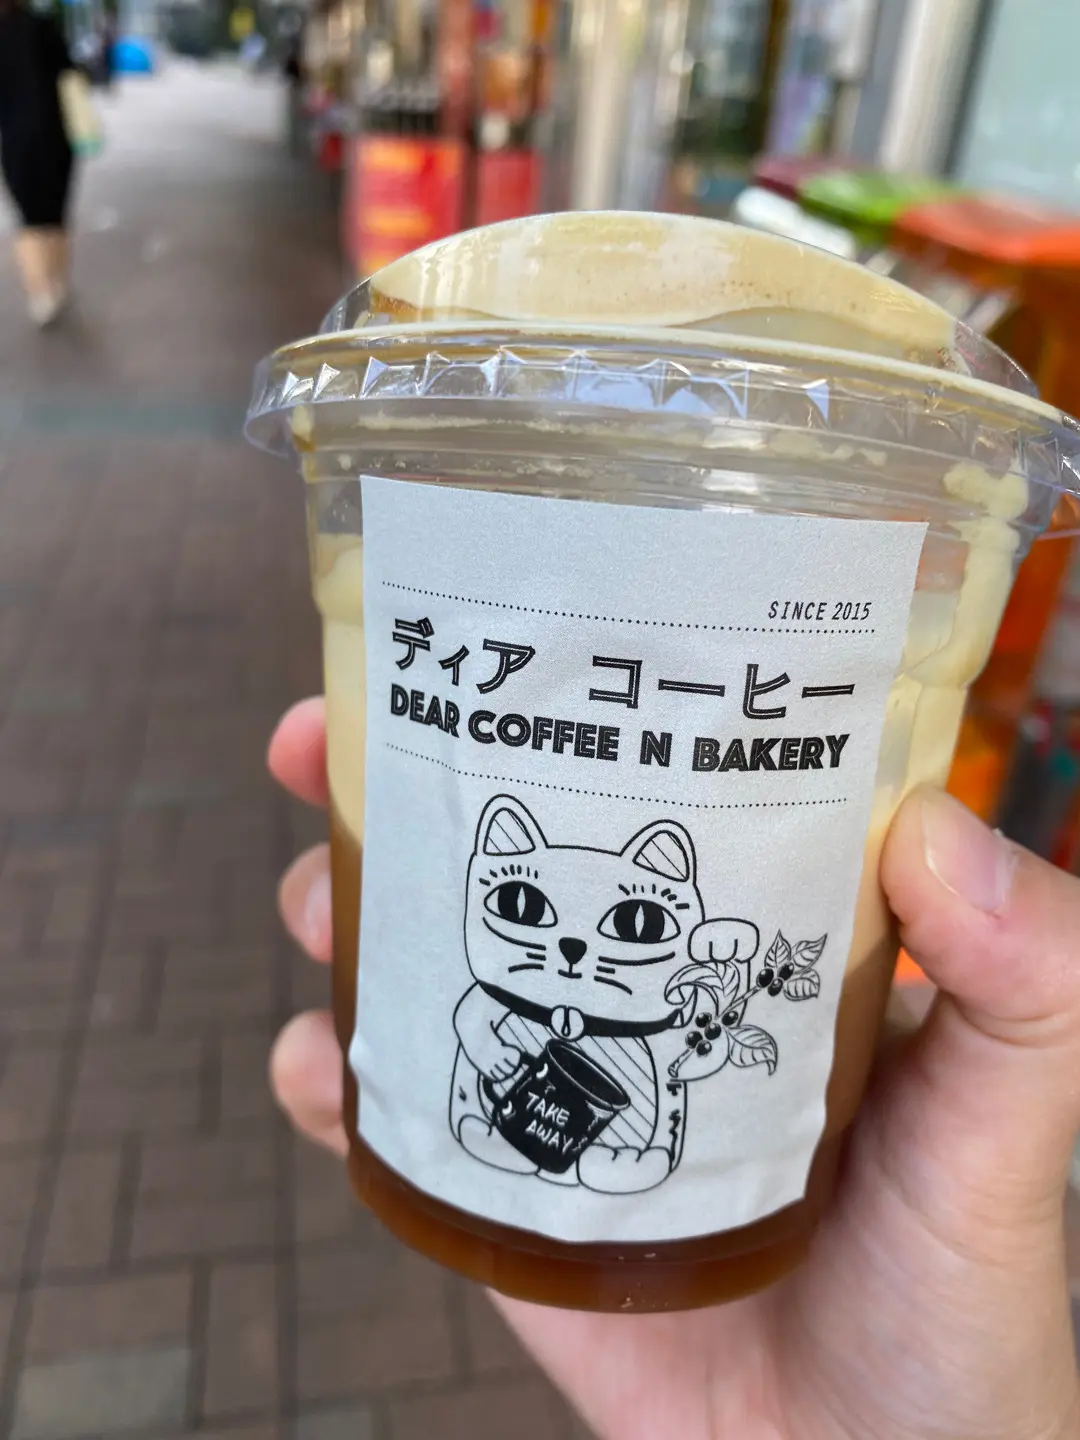 SINCE 2015
ディア コーヒー
DEAR COFFEE N BAKERY
TAKE
AWAY